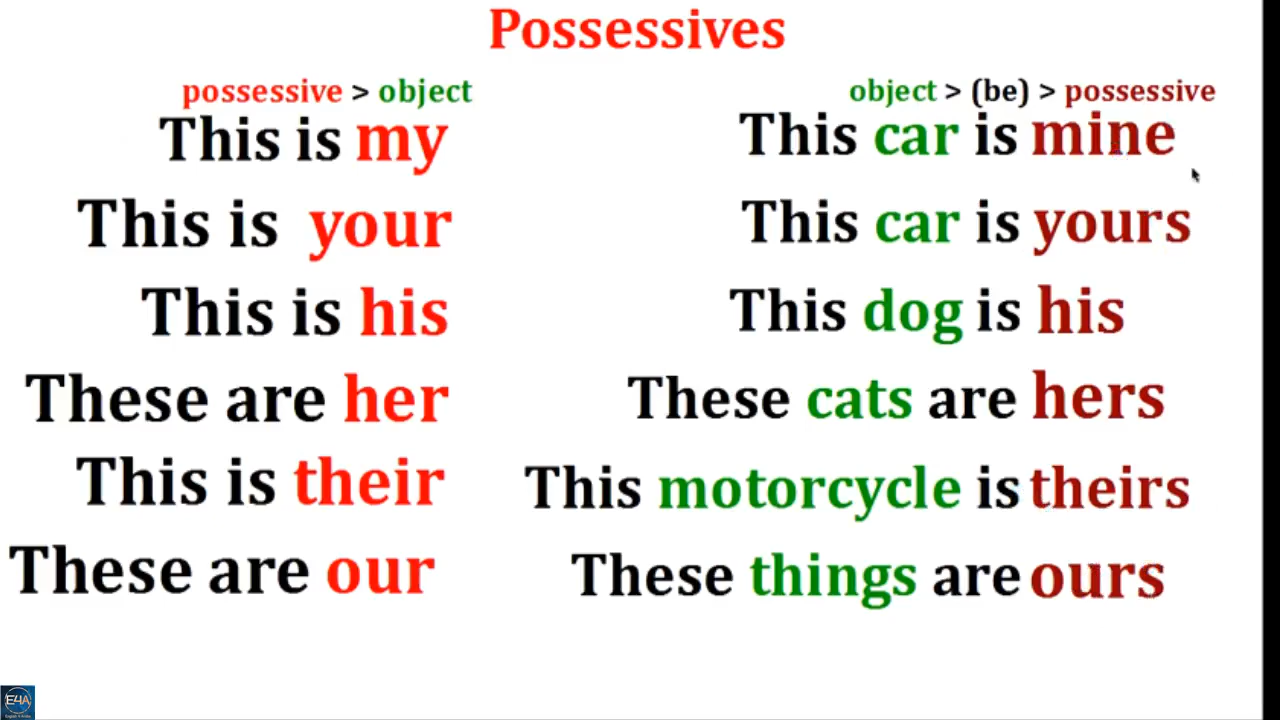 Possessives
possessive > object
This is my
This is your
This is his
These are her
This is their
These are our
object > (be) > possessive
This car is mine
This car is yours
This dog is his
These cats are hers
This motorcycle is theirs
These things are ours
E4A